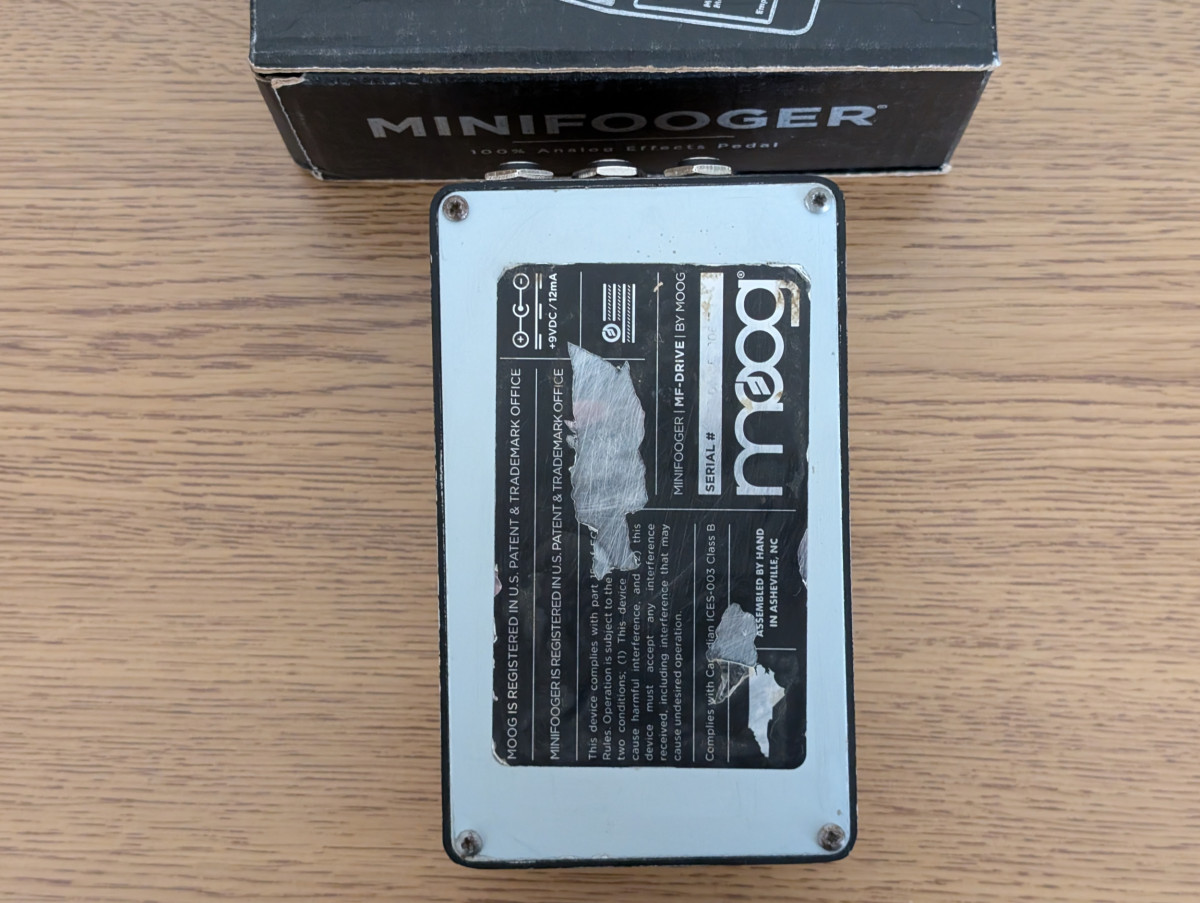 MINIFOOGER
100% Analog Effects Pedal
MOOG IS REGISTERED IN U.S. PATENT & TRADEMARK OFFICE
+9VDC / 12mA
MINIFOOGER IS REGISTERED IN U.S. PATENT & TRADEMARK OFFICE
This device complies with part
Rules. Operation is subject to the
two conditions; (1) This device
cause harmful interference, and (2) this
device must accept any interference
received, including interference that may
cause undesired operation.
Complies with Ca dian ICES-003 Class B
MINIFOOGER | MF-DRIVE | BY MOOG
SERIAL #
moog®
ASSEMBLED BY HAND
IN ASHEVILLE, NC